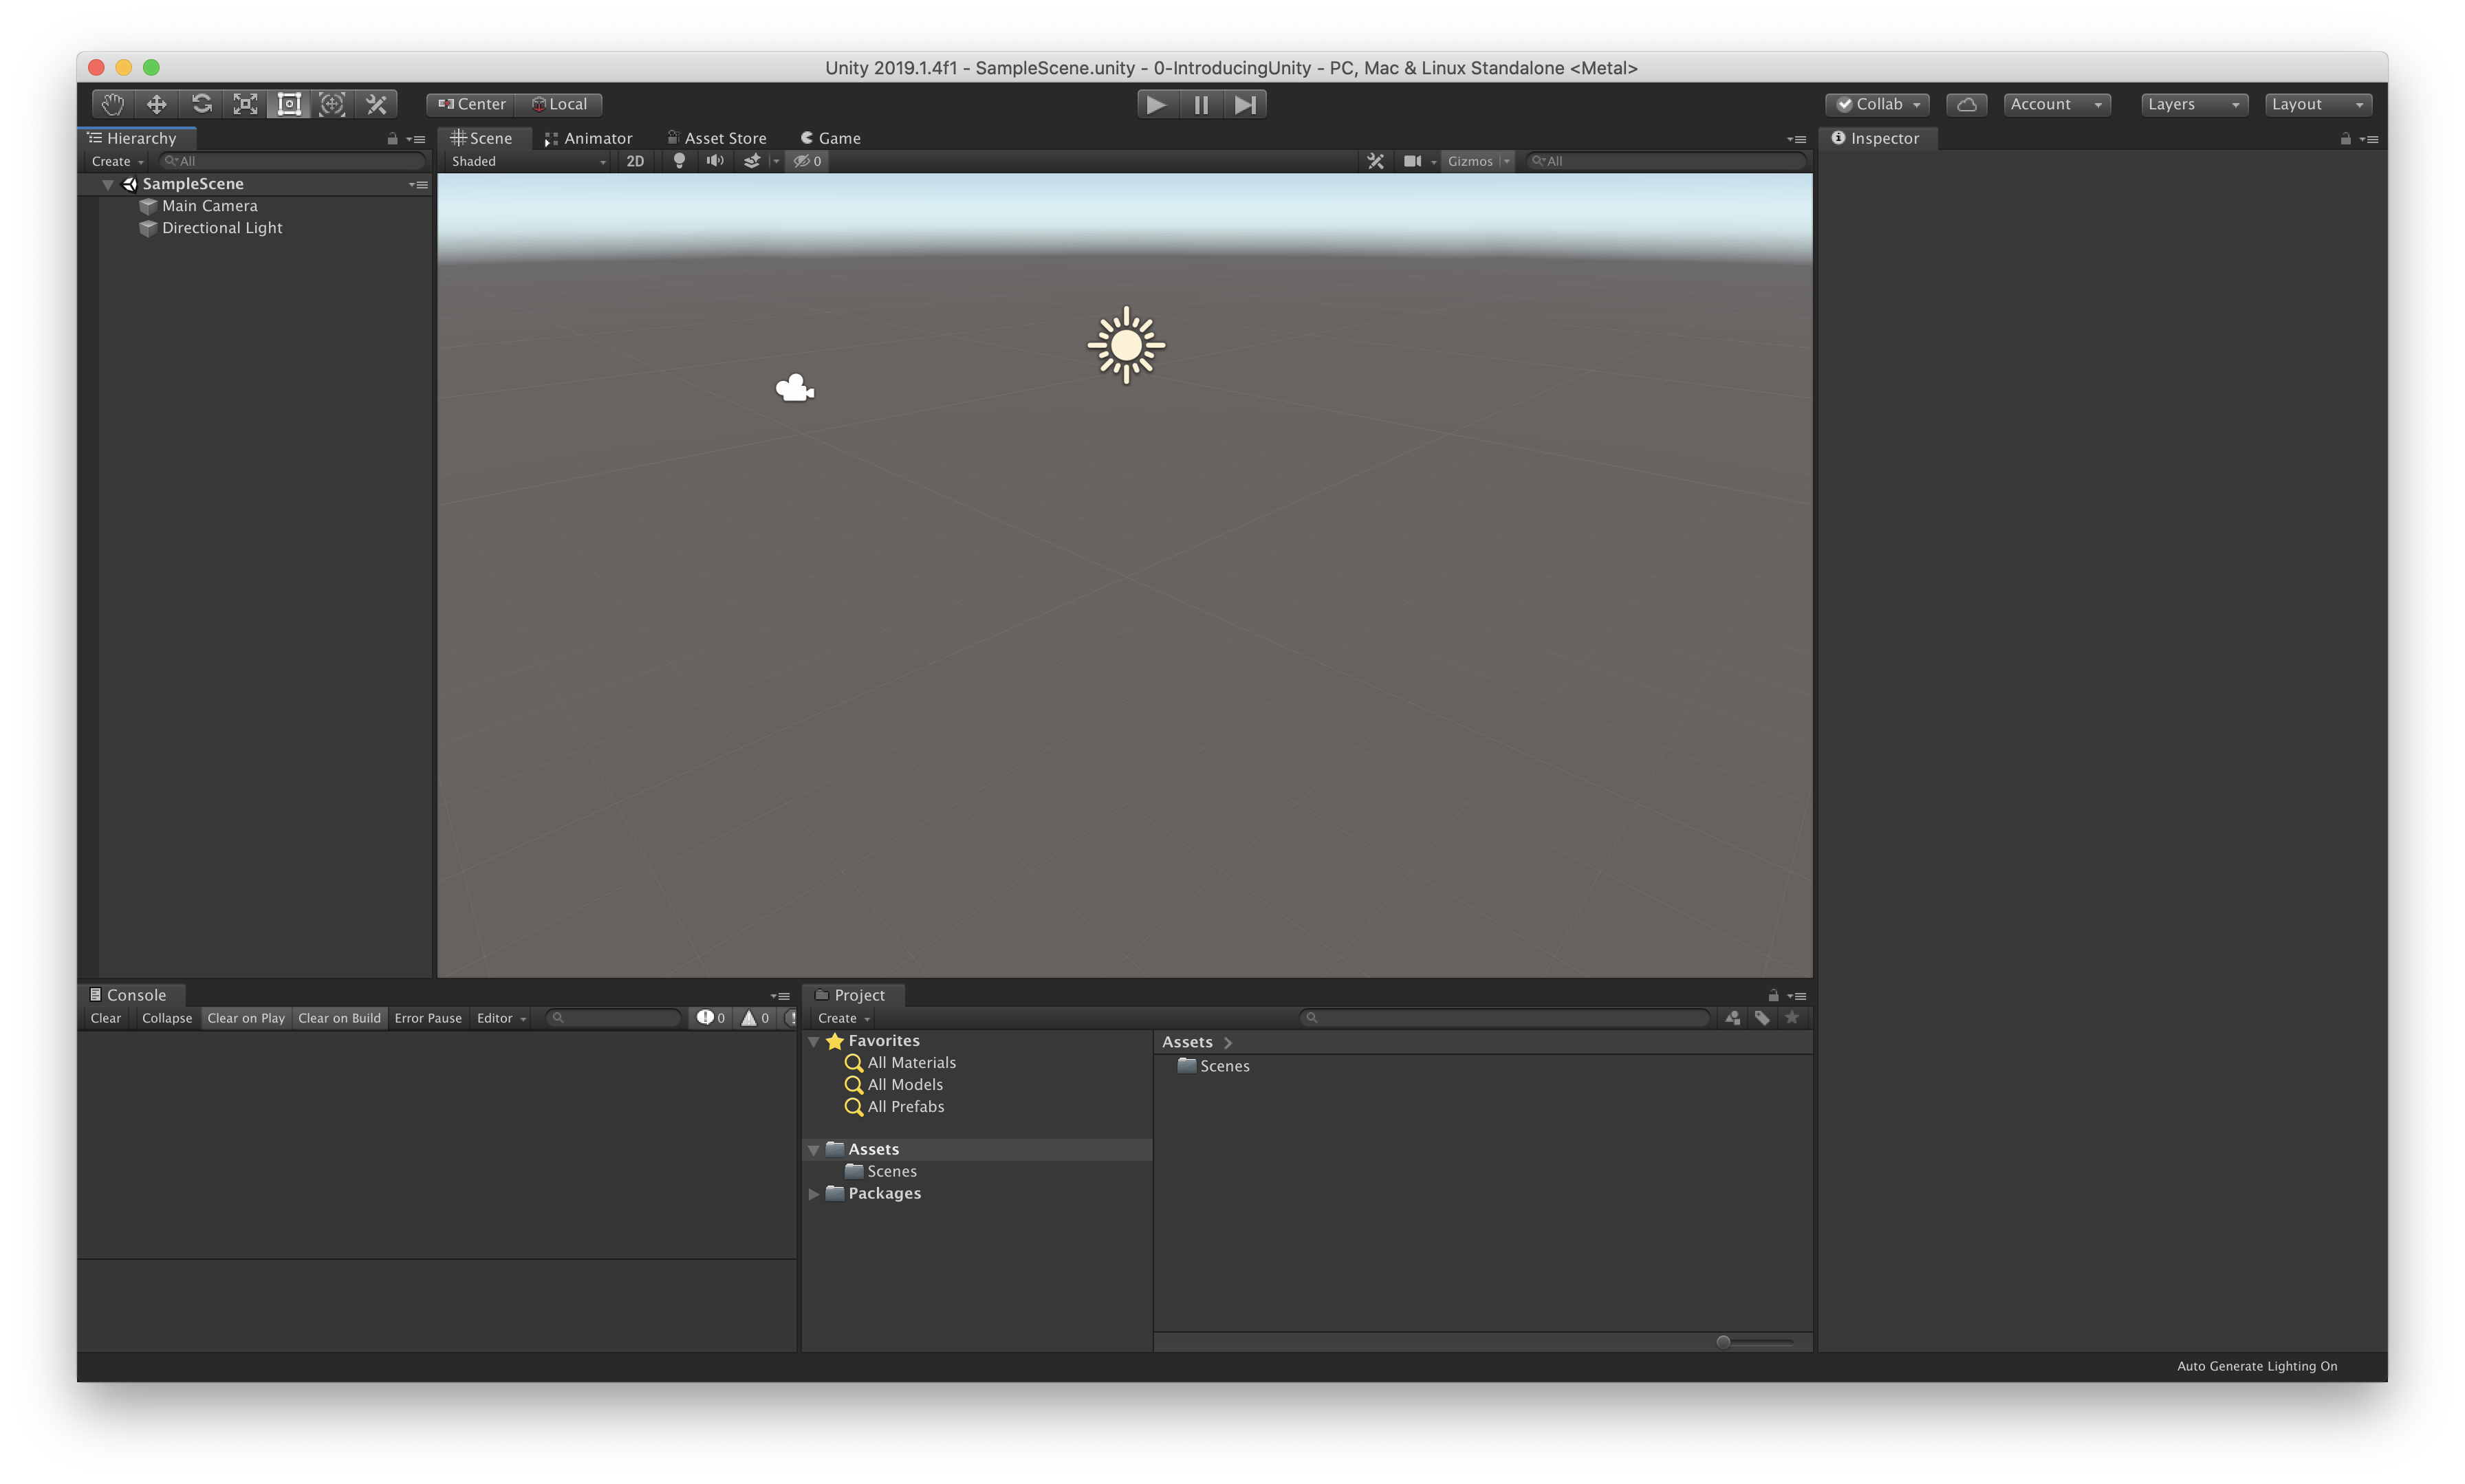 Unity 2019.1.4f1 - SampleScene.unity - 0-IntroducingUnity - PC, Mac & Linux Standalone <Metal>
Center Local Collab Account Layers Layout
Hierarchy Scene Animator Asset Store Game Inspector
Create All Shaded 2D 0 Gizmos All
SampleScene
Main Camera
Directional Light
Console
Clear Collapse Clear on Play Clear on Build Error Pause Editor 0 0
Project
Create
Favorites
All Materials
All Models
All Prefabs
Assets
Scenes
Packages
Assets
Scenes
Auto Generate Lighting On